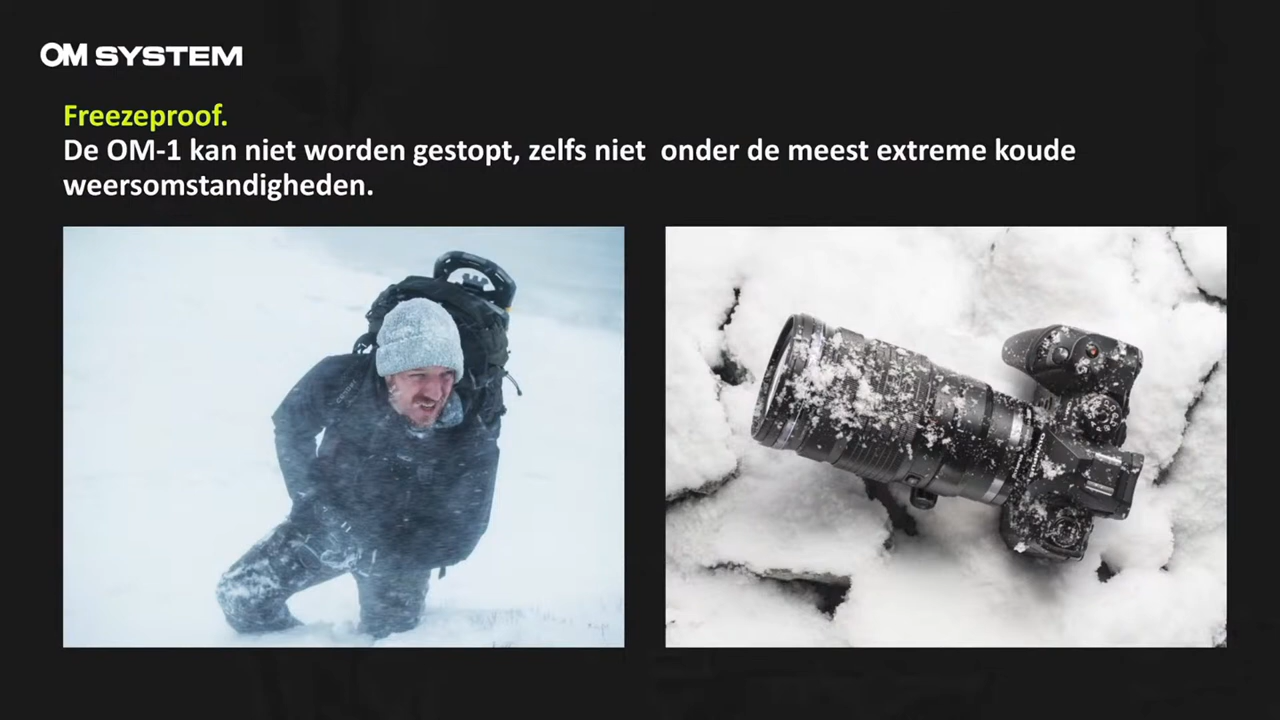 OM SYSTEM
Freezeproof.
De OM-1 kan niet worden gestopt, zelfs niet  onder de meest extreme koude
weersomstandigheden.